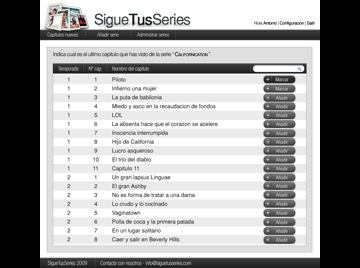 SigueTusSeries
Hola Antonio | Configuracion | Salir
Capitulos nuevos Añadir serie Administrar series
Indica cual es el ultimo capitulo que has visto de la serie "CALIFORNICATION"
Temporada Nº cap. Nombre del capitulo
1 1 Piloto + Marcar
1 2 Infierno una mujer + Marcar
1 3 La puta de babilonia + Añadir
1 4 Miedo y asco en la recaudacion de fondos + Añadir
1 5 LOL + Añadir
1 6 La absenta hace que el corazon se acelere + Añadir
1 7 Inocencia interrumpida + Añadir
1 8 Hijo de California + Añadir
1 9 Lucro asqueroso + Añadir
1 10 El trio del diablo + Añadir
1 11 Capitulo 11 + Añadir
2 1 Un gran lapsus Linguae + Añadir
2 2 El gran Ashby + Añadir
2 3 No es forma de tratar a una dama + Añadir
2 4 Lo crudo y lo cocinado + Añadir
2 5 Vaginatown + Añadir
2 6 Polla de coca y la primera patada + Añadir
2 7 En un lugar solitario + Añadir
2 8 Caer y salir en Beverly Hills + Añadir
SigueTusSeries 2009 Contacta con nosotros - info@siguetusseries.com